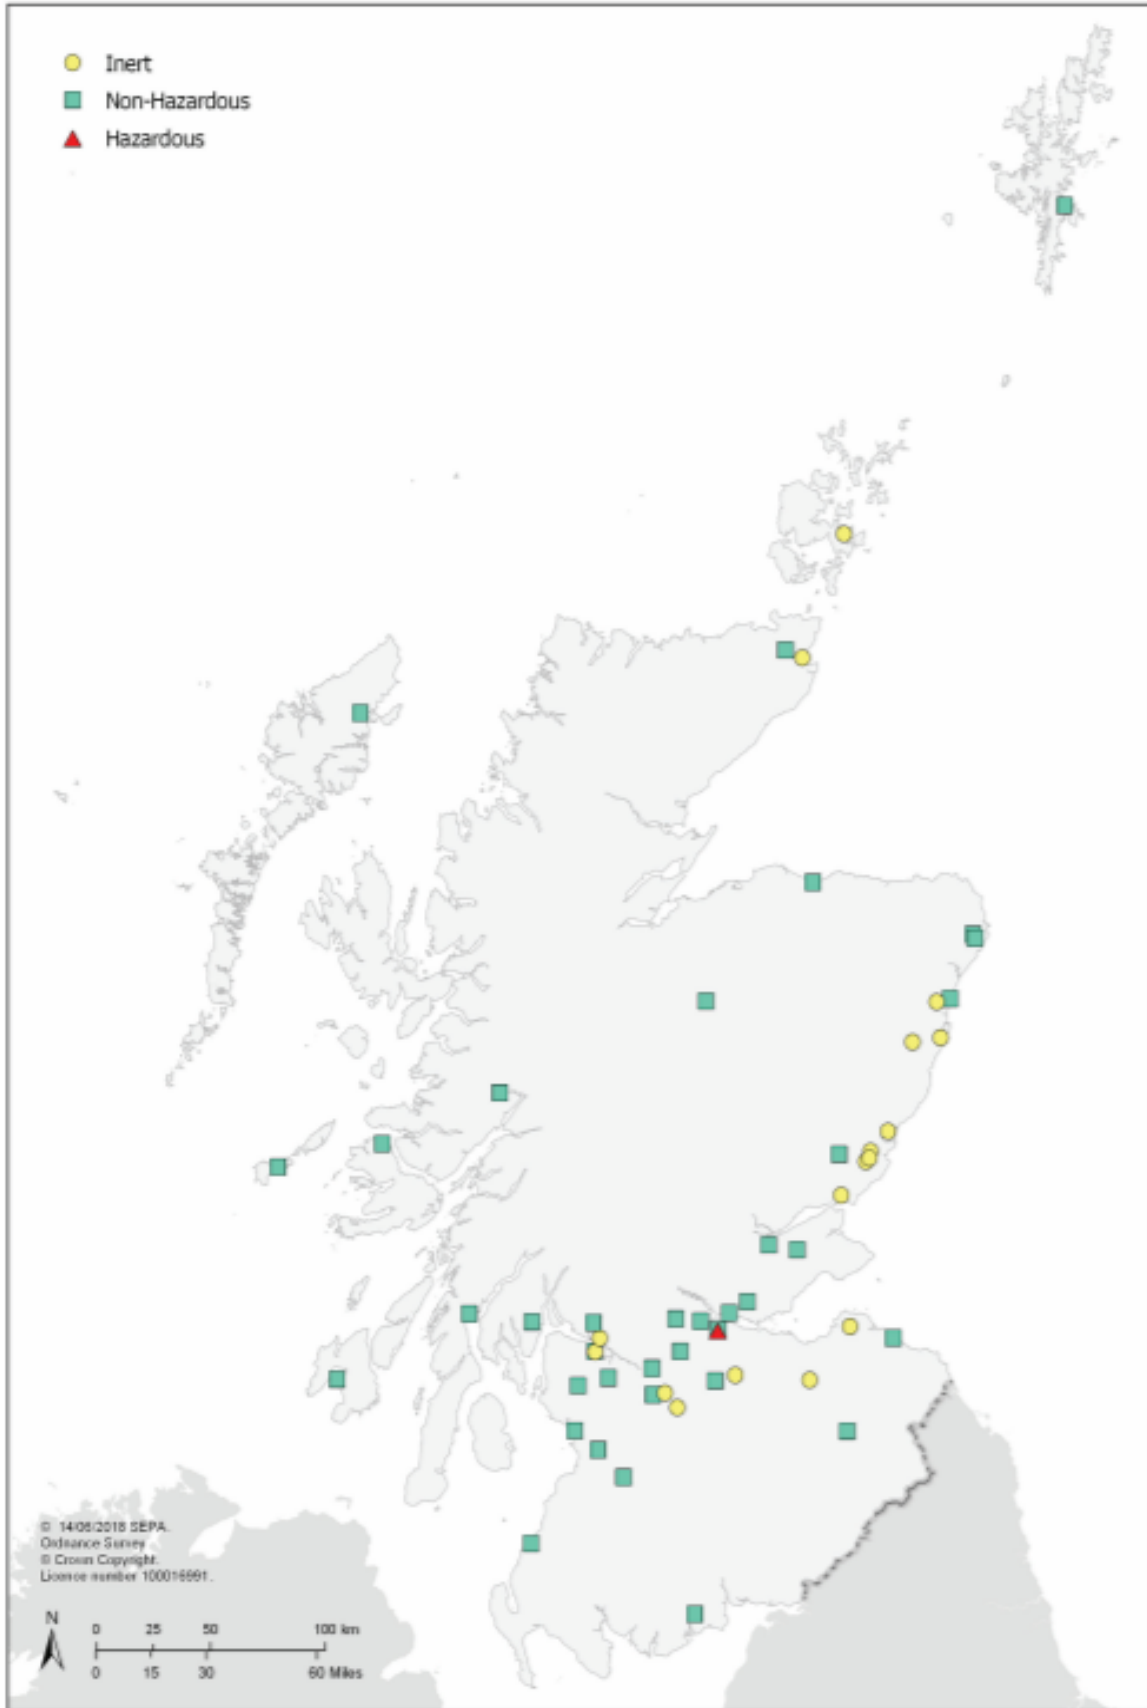 Inert
Non-Hazardous
Hazardous
© 14/06/2018 SEPA.
Ordnance Survey
© Crown Copyright.
Licence number 100016991.
N
0 25 50 100 km
0 15 30 60 Miles